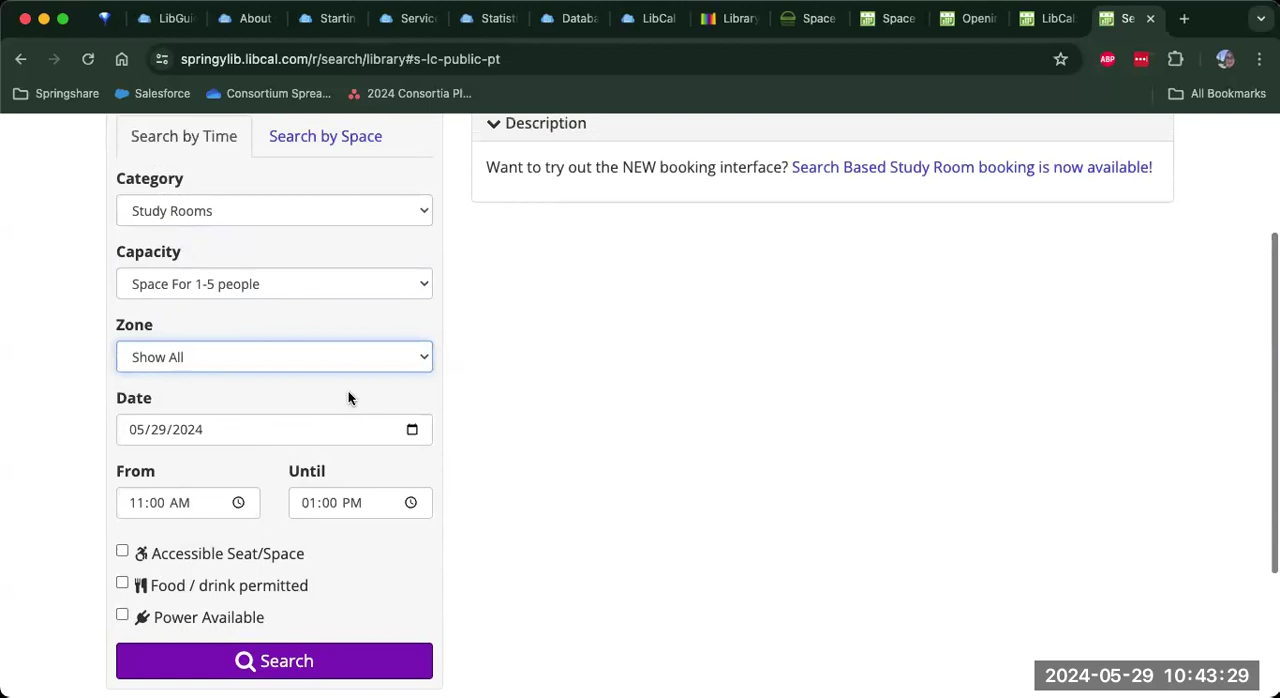 LibGui
About
Startin
Servic
Statist
Databa
LibCal
Library
Space
Space
Openin
LibCal
Se
springylib.libcal.com/r/search/library#s-lc-public-pt
ABP
Springshare
Salesforce
Consortium Sprea...
2024 Consortia Pl...
All Bookmarks
Search by Time
Search by Space
Category
Study Rooms
Capacity
Space For 1-5 people
Zone
Show All
Date
05/29/2024
From
Until
11:00 AM
01:00 PM
Accessible Seat/Space
Food / drink permitted
Power Available
Search
Description
Want to try out the NEW booking interface? Search Based Study Room booking is now available!
2024-05-29 10:43:29